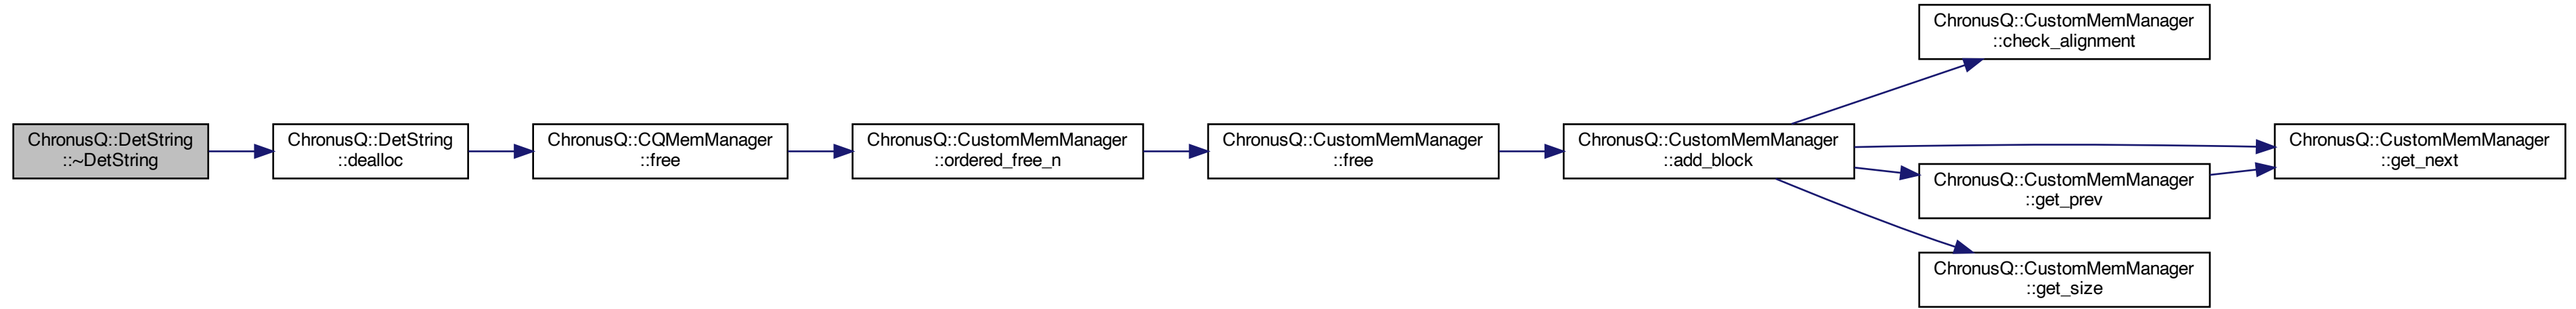 ChronusQ::DetString
::~DetString
ChronusQ::DetString
::dealloc
ChronusQ::CQMemManager
::free
ChronusQ::CustomMemManager
::ordered_free_n
ChronusQ::CustomMemManager
::free
ChronusQ::CustomMemManager
::add_block
ChronusQ::CustomMemManager
::check_alignment
ChronusQ::CustomMemManager
::get_next
ChronusQ::CustomMemManager
::get_prev
ChronusQ::CustomMemManager
::get_size